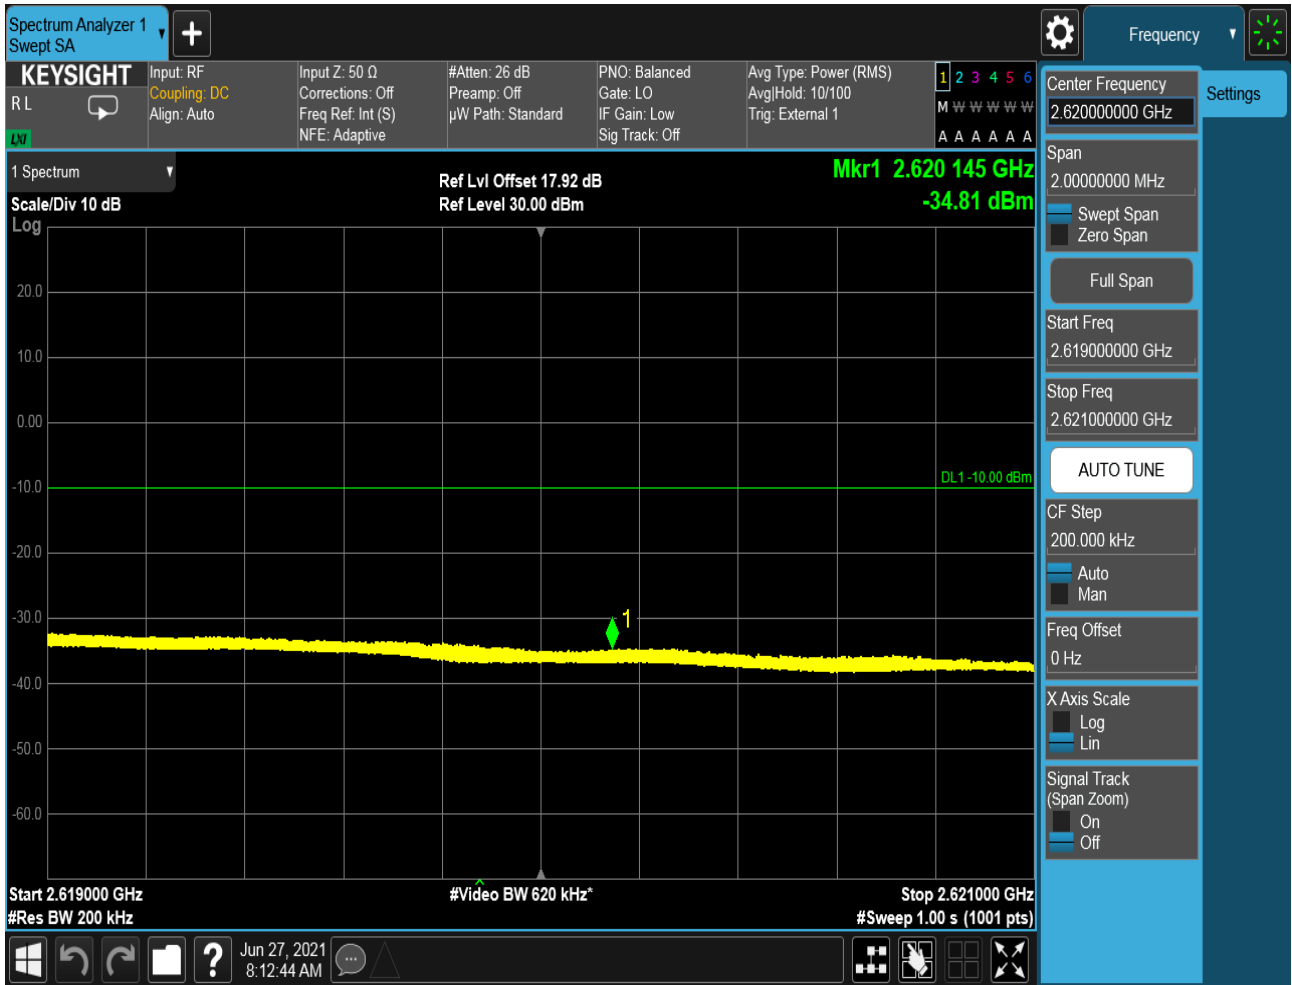 Spectrum Analyzer 1
Swept SA
Frequency
KEYSIGHT
R L
LXI
Input: RF
Coupling: DC
Align: Auto
Input Z: 50 Ω
Corrections: Off
Freq Ref: Int (S)
NFE: Adaptive
#Atten: 26 dB
Preamp: Off
µW Path: Standard
PNO: Balanced
Gate: LO
IF Gain: Low
Sig Track: Off
Avg Type: Power (RMS)
Avg|Hold: 10/100
Trig: External 1
1 2 3 4 5 6
M W W W W W
A A A A A A
1 Spectrum
Scale/Div 10 dB
Log
Ref Lvl Offset 17.92 dB
Ref Level 30.00 dBm
Mkr1 2.620 145 GHz
-34.81 dBm
20.0
10.0
0.00
-10.0
-20.0
-30.0
-40.0
-50.0
-60.0
DL1 -10.00 dBm
1
Start 2.619000 GHz
#Res BW 200 kHz
#Video BW 620 kHz*
Stop 2.621000 GHz
#Sweep 1.00 s (1001 pts)
?
Jun 27, 2021
8:12:44 AM
Center Frequency
2.620000000 GHz
Settings
Span
2.00000000 MHz
Swept Span
Zero Span
Full Span
Start Freq
2.619000000 GHz
Stop Freq
2.621000000 GHz
AUTO TUNE
CF Step
200.000 kHz
Auto
Man
Freq Offset
0 Hz
X Axis Scale
Log
Lin
Signal Track
(Span Zoom)
On
Off